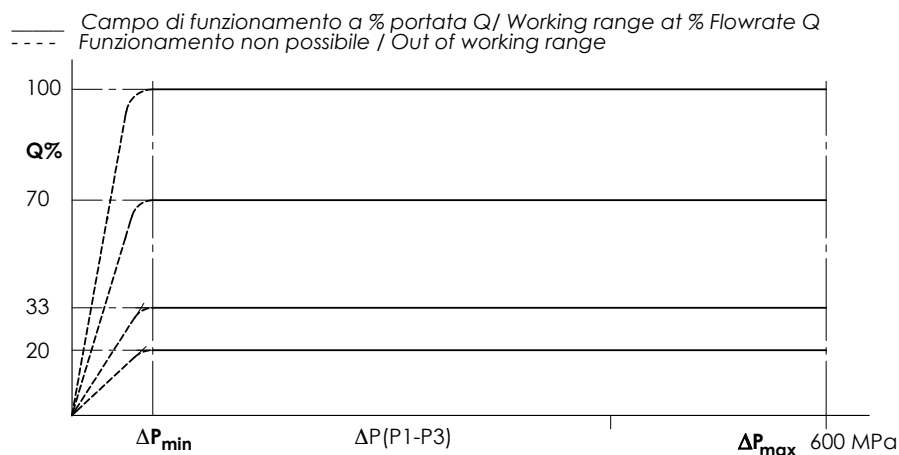 Campo di funzionamento a % portata Q/ Working range at % Flowrate Q
Funzionamento non possibile / Out of working range
100
Q%
70
33
20
ΔPmin ΔP(P1-P3) ΔPmax 600 MPa